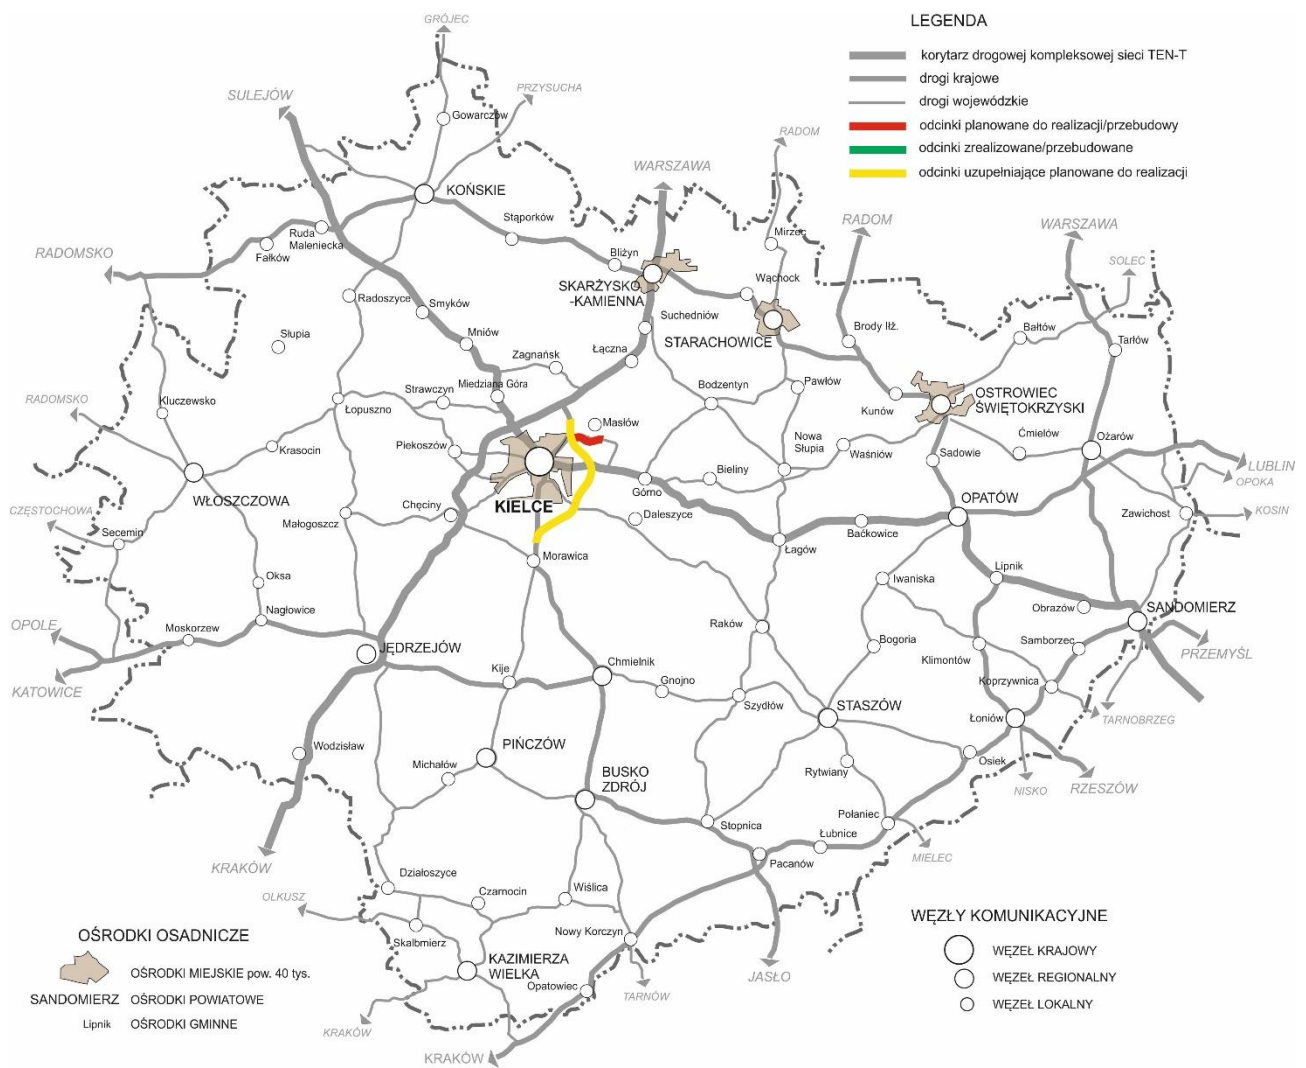 LEGENDA
korytarz drogowej kompleksowej sieci TEN-T
drogi krajowe
drogi wojewódzkie
odcinki planowane do realizacji/przebudowy
odcinki zrealizowane/przebudowane
odcinki uzupełniające planowane do realizacji
GRÓJEC
PRZYSUCHA
SULEJÓW
Gowarczów
RADOM
WARSZAWA
KOŃSKIE
Stąporków
RADOM
WARSZAWA
Mirzec
Ruda
Maleniecka
RADOMSKO
Fałków
Bliżyn
SOLEC
SKARŻYSKO
-KAMIENNA
Wąchock
Radoszyce
Smyków
Suchedniów
Brody Iłż.
Słupia
Mniów
STARACHOWICE
Bałtów
Tarłów
Zagnańsk
Łączna
Strawczyn
Miedziana Góra
Bodzentyn
Pawłów
OSTROWIEC
ŚWIĘTOKRZYSKI
RADOMSKO
Kluczewsko
Łopuszno
Kunów
Masłów
Krasocin
Piekoszów
Nowa
Słupia
Waśniów
Ćmielów
Ożarów
Sadowie
LUBLIN
WŁOSZCZOWA
Bieliny
Górno
OPOKA
KIELCE
OPATÓW
CZĘSTOCHOWA
Małogoszcz
Chęciny
Daleszyce
Zawichost
KOSIN
Secemin
Baćkowice
Łagów
Morawica
Lipnik
Oksa
Iwaniska
Nagłowice
Obrazów
SANDOMIERZ
OPOLE
Moskorzew
Raków
Bogoria
Samborzec
JĘDRZEJÓW
Klimontów
PRZEMYŚL
Kije
Chmielnik
KATOWICE
Gnojno
Koprzywnica
Szydłów
STASZÓW
Łoniów
TARNOBRZEG
Wodzisław
PIŃCZÓW
Michałów
BUSKO
ZDRÓJ
Rytwiany
Osiek
NISKO
RZESZÓW
Stopnica
Połaniec
Łubnice
MIELEC
KRAKÓW
Pacanów
Działoszyce
Czarnocin
Wiślica
OLKUSZ
Skalbmierz
Nowy Korczyn
KAZIMIERZA
WIELKA
Opatowiec
JASŁO
TARNÓW
KRAKÓW
KRAKÓW
OŚRODKI OSADNICZE
OŚRODKI MIEJSKIE pow. 40 tys.
SANDOMIERZ OŚRODKI POWIATOWE
Lipnik OŚRODKI GMINNE
WĘZŁY KOMUNIKACYJNE
WĘZEŁ KRAJOWY
WĘZEŁ REGIONALNY
WĘZEŁ LOKALNY